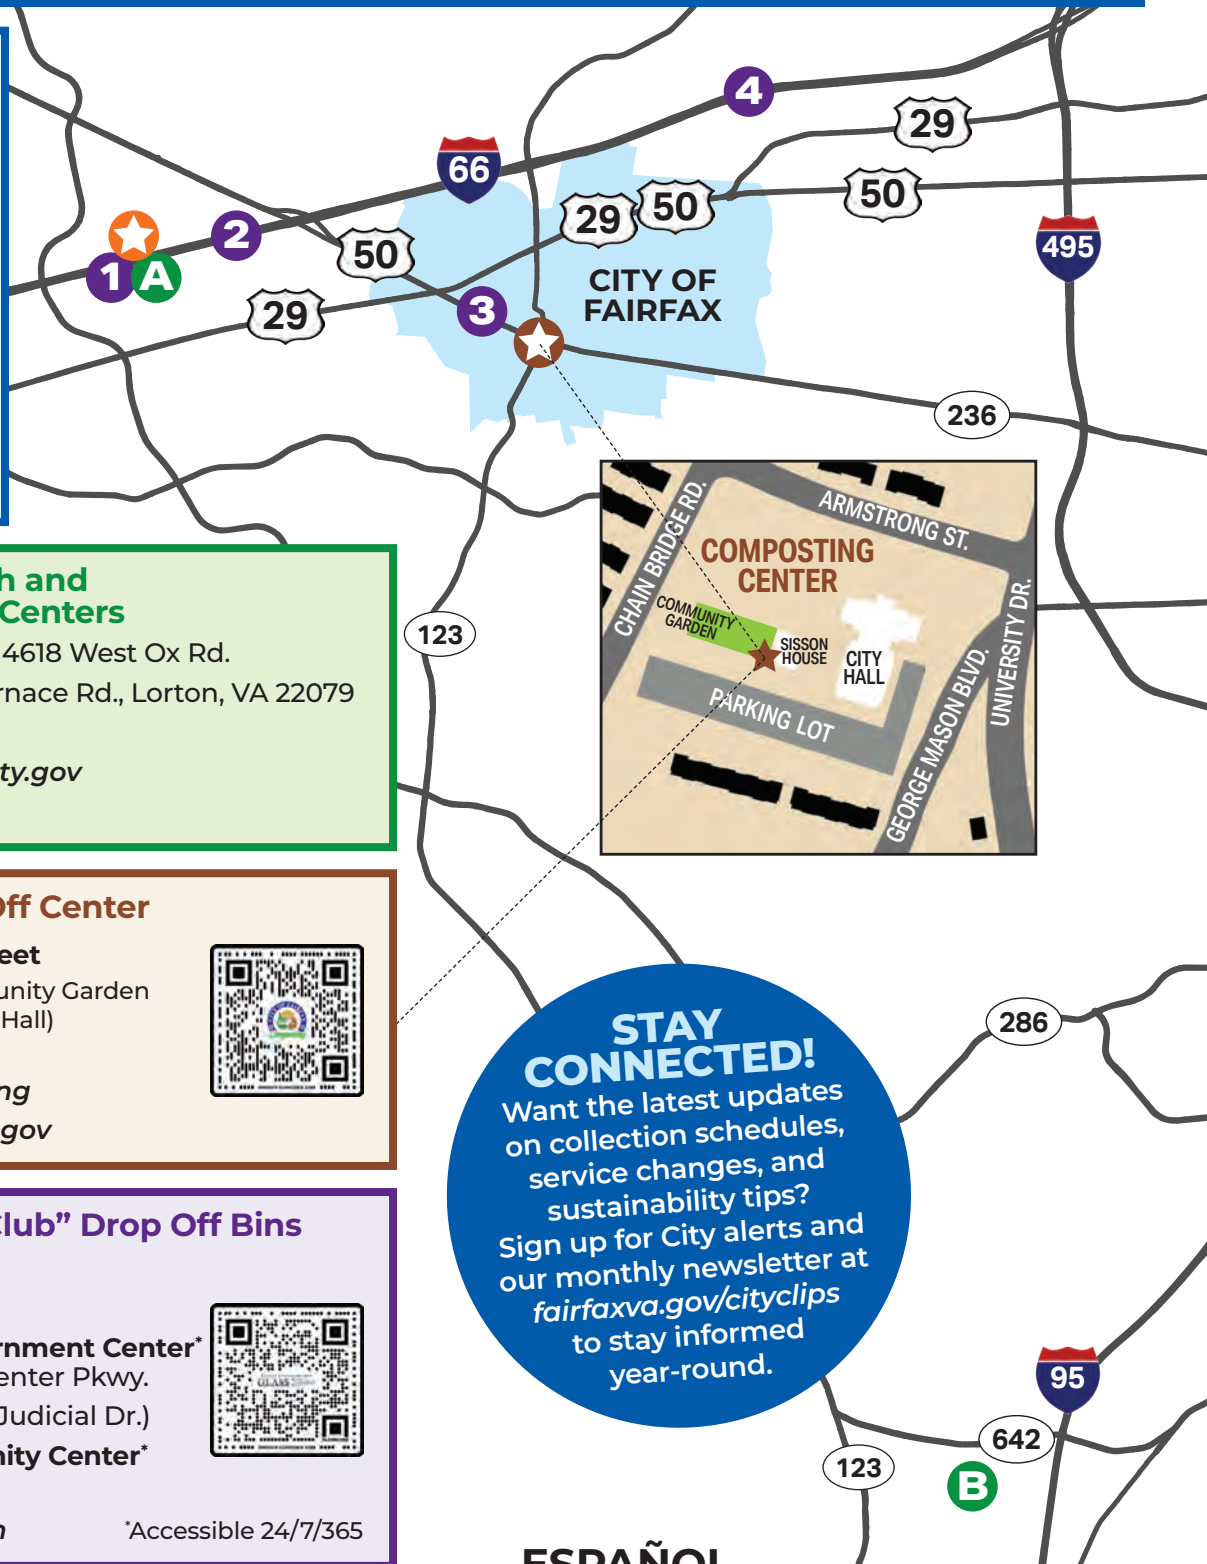 4
29
66
50
29
50
2
495
1
A
50
CITY OF
FAIRFAX
29
3
236
ARMSTRONG ST.
CHAIN BRIDGE RD.
COMPOSTING
CENTER
COMMUNITY
GARDEN
SISSON
HOUSE
CITY
HALL
UNIVERSITY DR.
GEORGE MASON BLVD.
PARKING LOT
123
h and
Centers
4618 West Ox Rd.
rnace Rd., Lorton, VA 22079
ty.gov
Off Center
eet
unity Garden
Hall)
ng
gov
286
STAY
CONNECTED!
Want the latest updates
on collection schedules,
service changes, and
sustainability tips?
Sign up for City alerts and
our monthly newsletter at
fairfaxva.gov/cityclips
to stay informed
year-round.
Club” Drop Off Bins
rnment Center*
enter Pkwy.
Judicial Dr.)
nity Center*
GLASS
*Accessible 24/7/365
95
642
123
B
ESPAÑOL